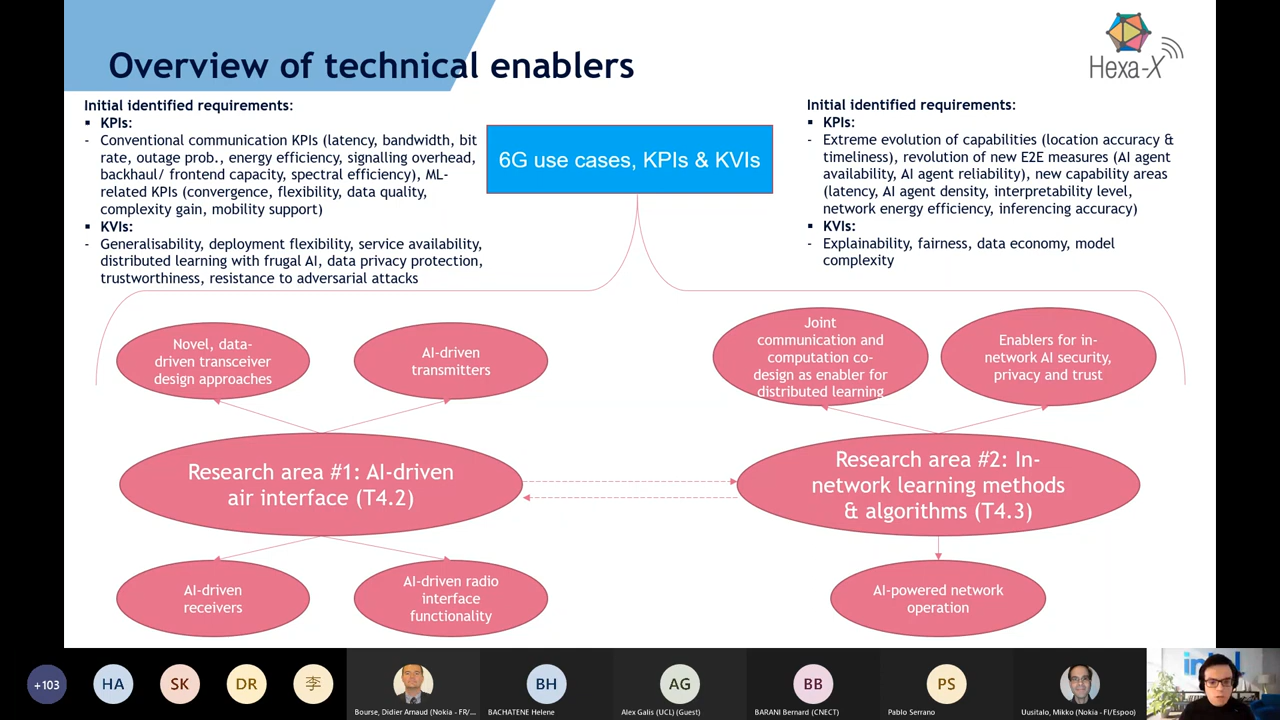 Overview of technical enablers
Hexa-X
Initial identified requirements:
▪ KPIs:
- Conventional communication KPIs (latency, bandwidth, bit
rate, outage prob., energy efficiency, signalling overhead,
backhaul/ frontend capacity, spectral efficiency), ML-
related KPIs (convergence, flexibility, data quality,
complexity gain, mobility support)
▪ KVIs:
- Generalisability, deployment flexibility, service availability,
distributed learning with frugal AI, data privacy protection,
trustworthiness, resistance to adversarial attacks
6G use cases, KPIs & KVIs
Initial identified requirements:
▪ KPIs:
- Extreme evolution of capabilities (location accuracy &
timeliness), revolution of new E2E measures (AI agent
availability, AI agent reliability), new capability areas
(latency, AI agent density, interpretability level,
network energy efficiency, inferencing accuracy)
▪ KVIs:
- Explainability, fairness, data economy, model
complexity
Novel, data-
driven transceiver
design approaches
AI-driven
transmitters
Joint
communication and
computation co-
design as enabler for
distributed learning
Enablers for in-
network AI security,
privacy and trust
Research area #1: AI-driven
air interface (T4.2)
Research area #2: In-
network learning methods
& algorithms (T4.3)
AI-driven
receivers
AI-driven radio
interface
functionality
AI-powered network
operation
+103
HA
SK
DR
李
Bourse, Didier Arnaud (Nokia - FR/...
BH
BACHATENE Helene
AG
Alex Galis (UCL) (Guest)
BB
BARANI Bernard (CNECT)
PS
Pablo Serrano
Uusitalo, Mikko (Nokia - FI/Espoo)
intel